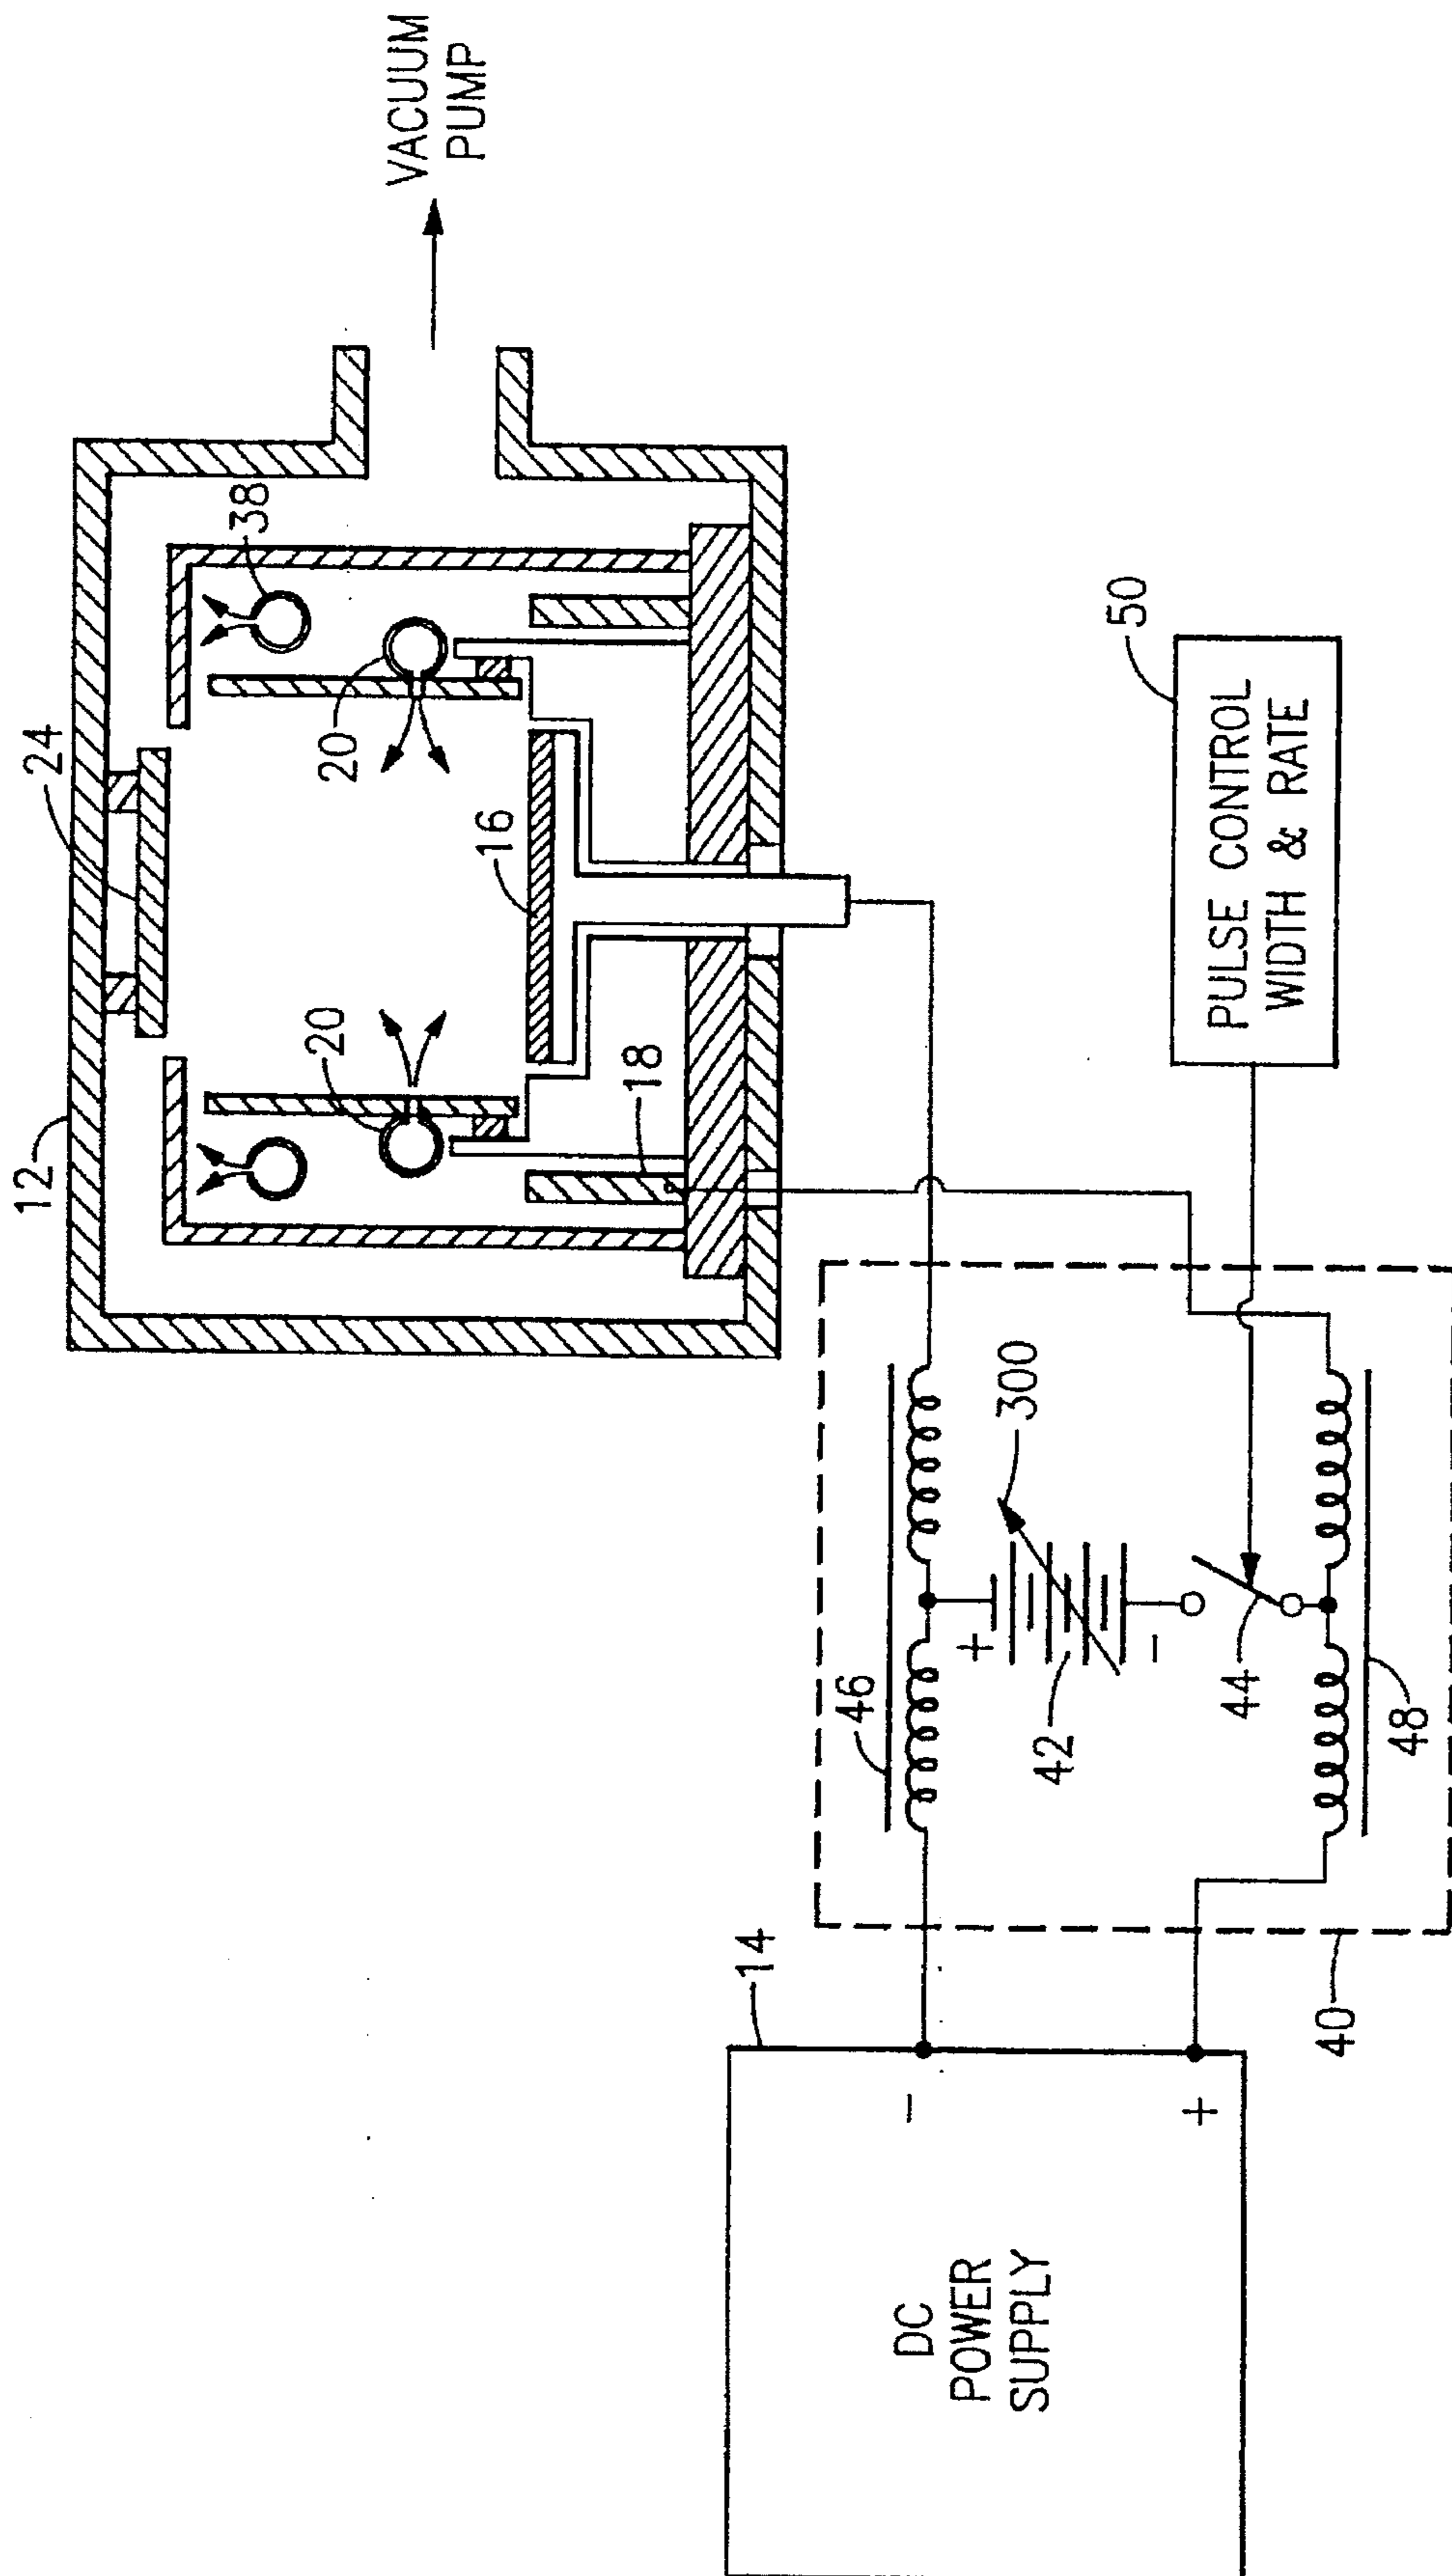 VACUUM
PUMP
12
24
38
20
20
16
18
50
PULSE CONTROL
WIDTH & RATE
300
46
+
42
-
44
48
14
40
-
+
DC
POWER
SUPPLY